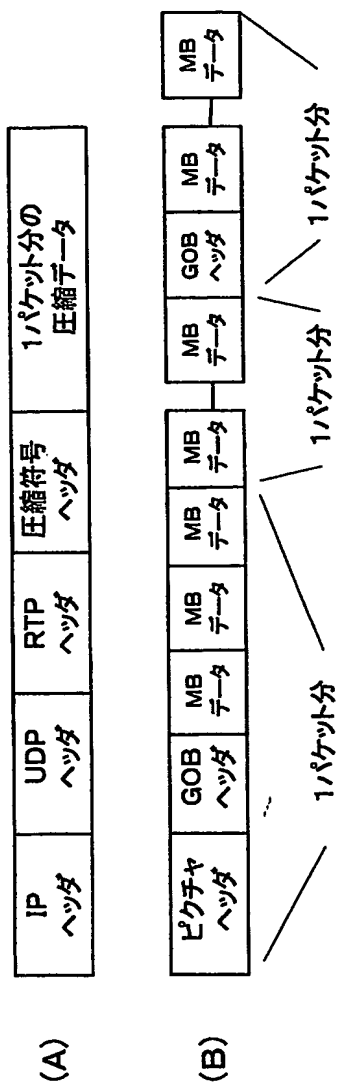 (A)
IP
ヘッダ
UDP
ヘッダ
RTP
ヘッダ
圧縮符号
ヘッダ
1パケット分の
圧縮データ
(B)
ピクチャ
ヘッダ
GOB
ヘッダ
MB
データ
MB
データ
MB
データ
MB
データ
MB
データ
GOB
ヘッダ
MB
データ
MB
データ
1パケット分
1パケット分
1パケット分